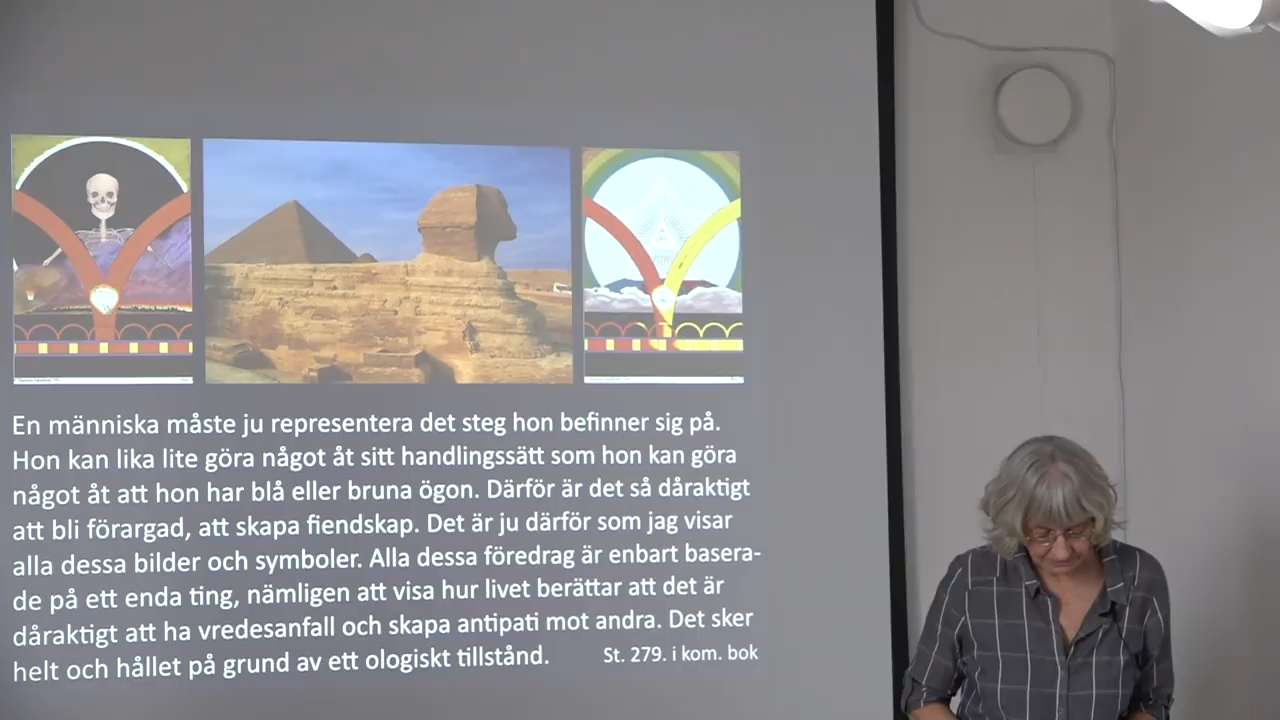 En människa måste ju representera det steg hon befinner sig på.
Hon kan lika lite göra något åt sitt handlingssätt som hon kan göra
något åt att hon har blå eller bruna ögon. Därför är det så dåraktigt
att bli förargad, att skapa fiendskap. Det är ju därför som jag visar
alla dessa bilder och symboler. Alla dessa föredrag är enbart basera-
de på ett enda ting, nämligen att visa hur livet berättar att det är
dåraktigt att ha vredesanfall och skapa antipati mot andra. Det sker
helt och hållet på grund av ett ologiskt tillstånd. St. 279. i kom. bok